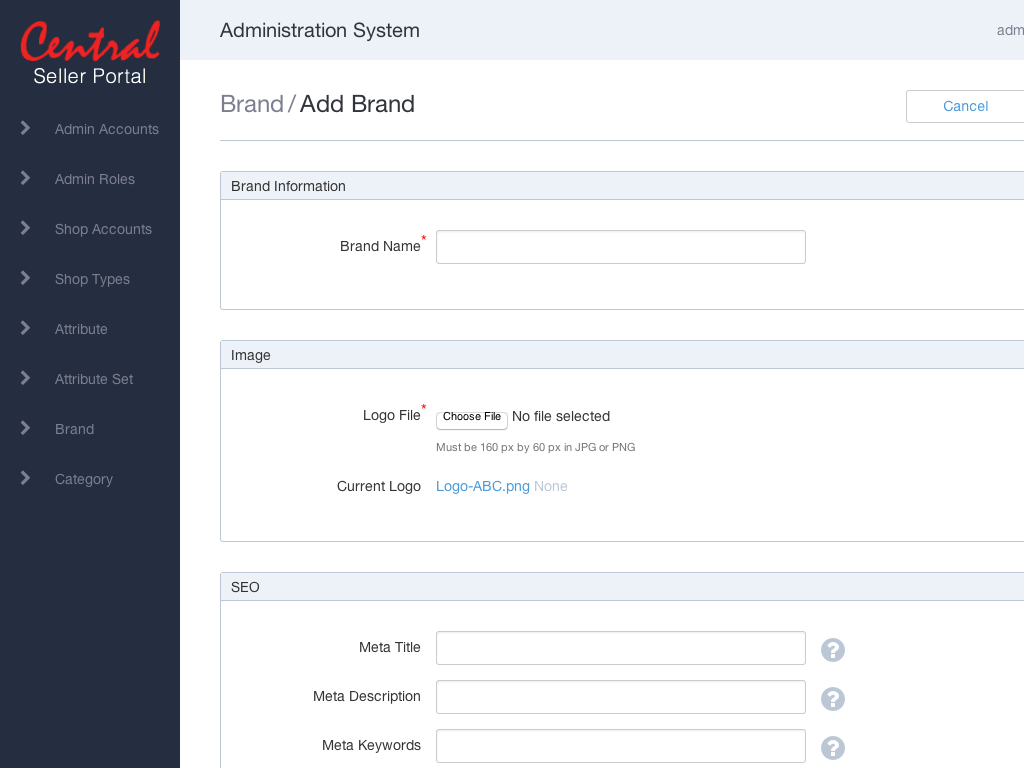 Central
Seller Portal
Admin Accounts
Admin Roles
Shop Accounts
Shop Types
Attribute
Attribute Set
Brand
Category
Administration System
adm
Brand / Add Brand
Cancel
Brand Information
Brand Name*
Image
Logo File* Choose File No file selected
Must be 160 px by 60 px in JPG or PNG
Current Logo Logo-ABC.png None
SEO
Meta Title ?
Meta Description ?
Meta Keywords ?